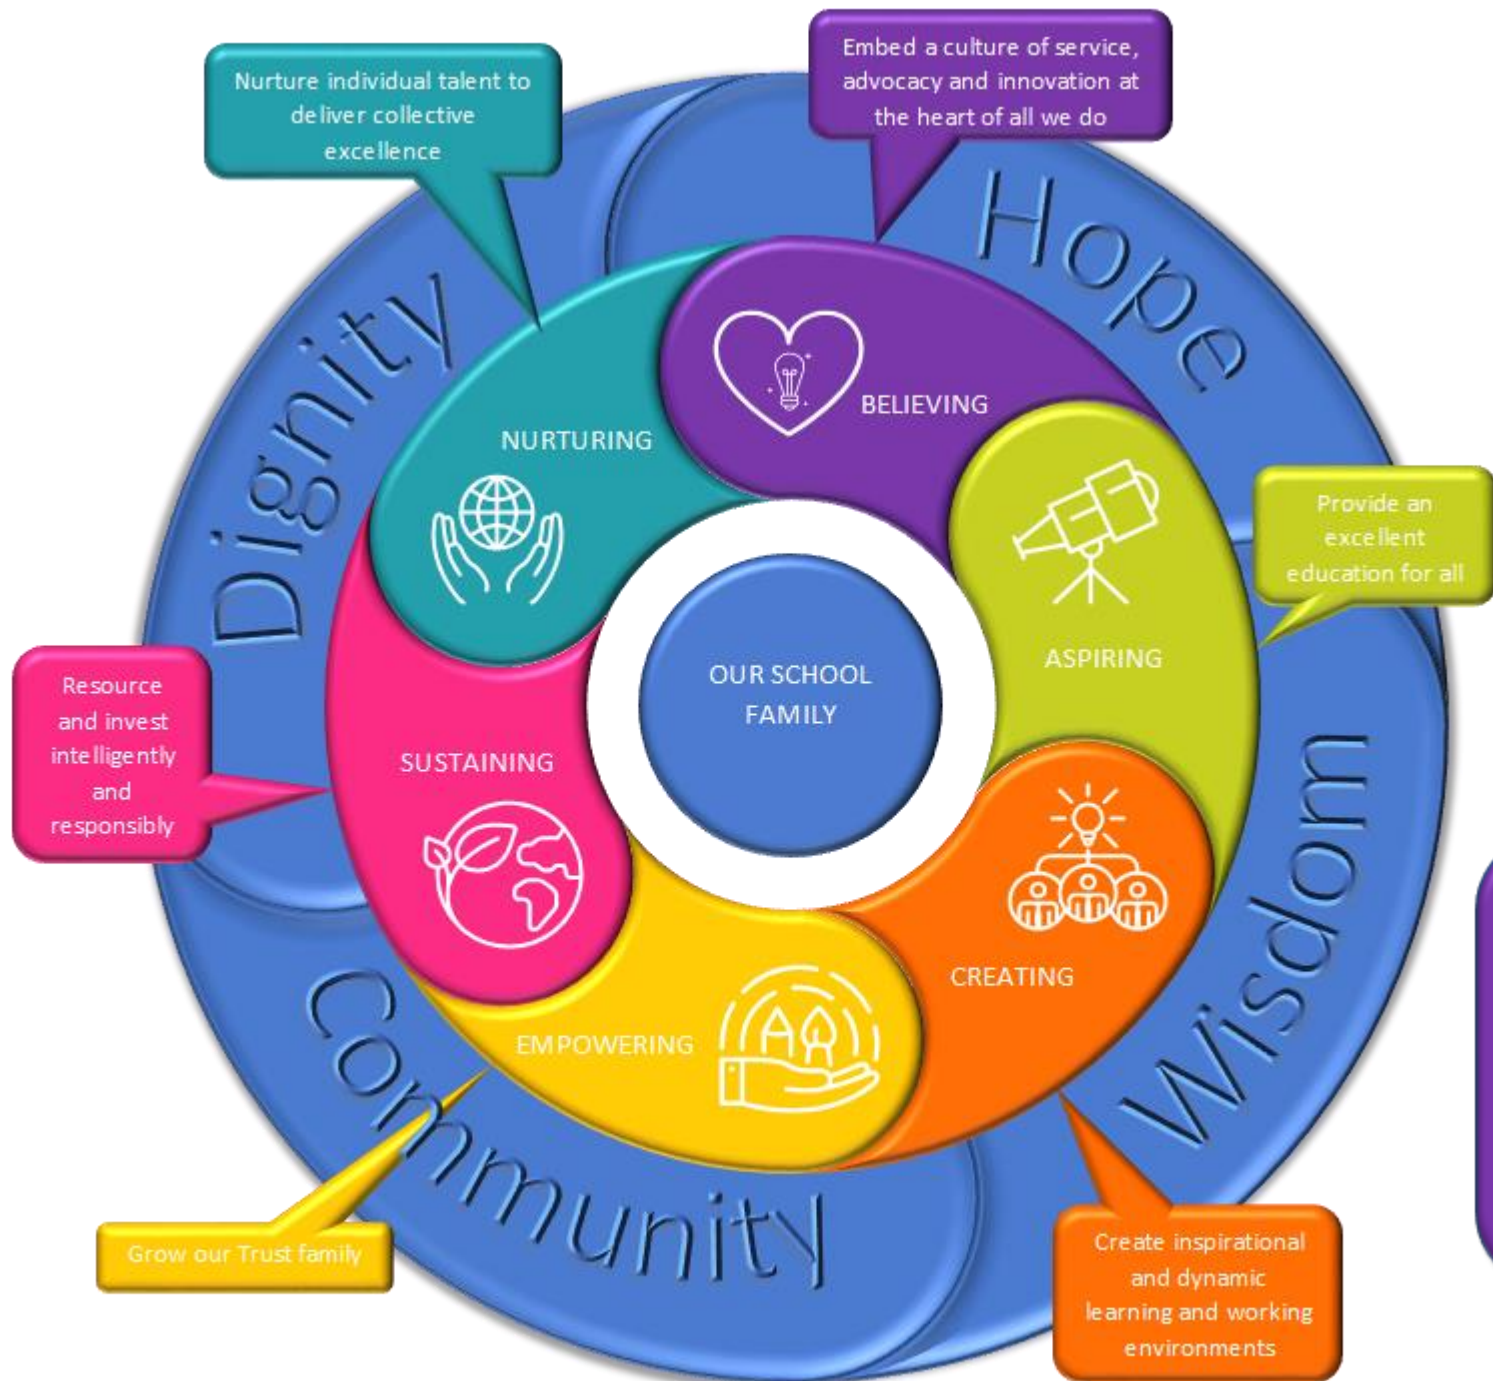 Nurture individual talent to
deliver collective
excellence
Embed a culture of service,
advocacy and innovation at
the heart of all we do
Hope
Dignity
BELIEVING
NURTURING
Provide an
excellent
education for all
ASPIRING
OUR SCHOOL
FAMILY
Resource
and invest
intelligently
and
responsibly
SUSTAINING
Wisdom
CREATING
EMPOWERING
Community
Grow our Trust family
Create inspirational
and dynamic
learning and working
environments